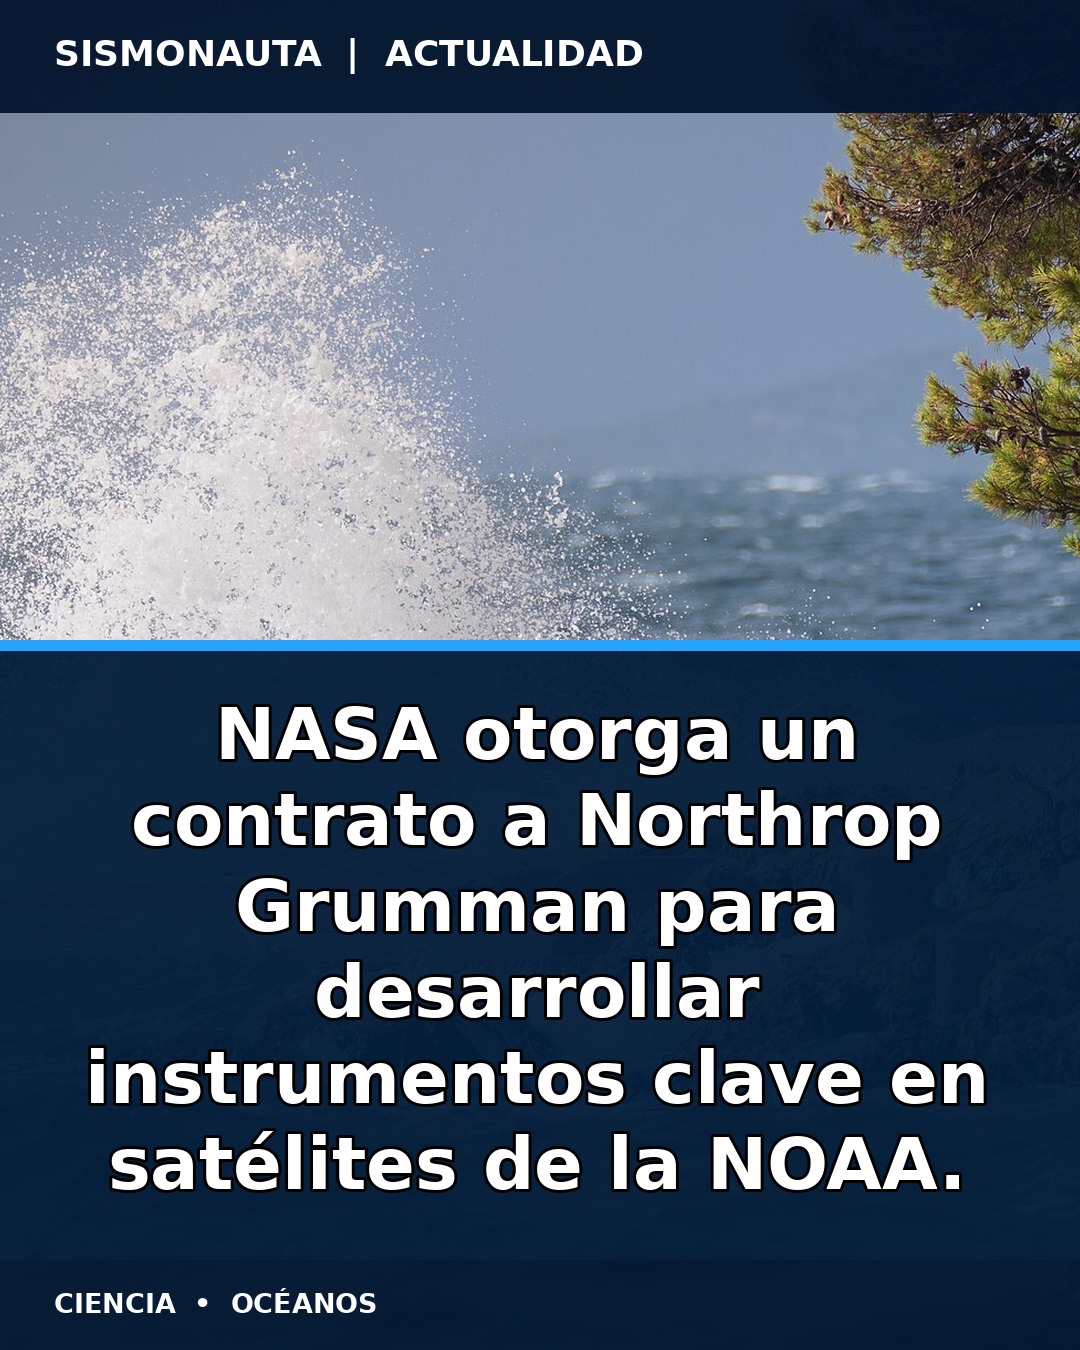 SISMONAUTA | ACTUALIDAD
NASA otorga un
contrato a Northrop
Grumman para
desarrollar
instrumentos clave en
satélites de la NOAA.
CIENCIA • OCÉANOS